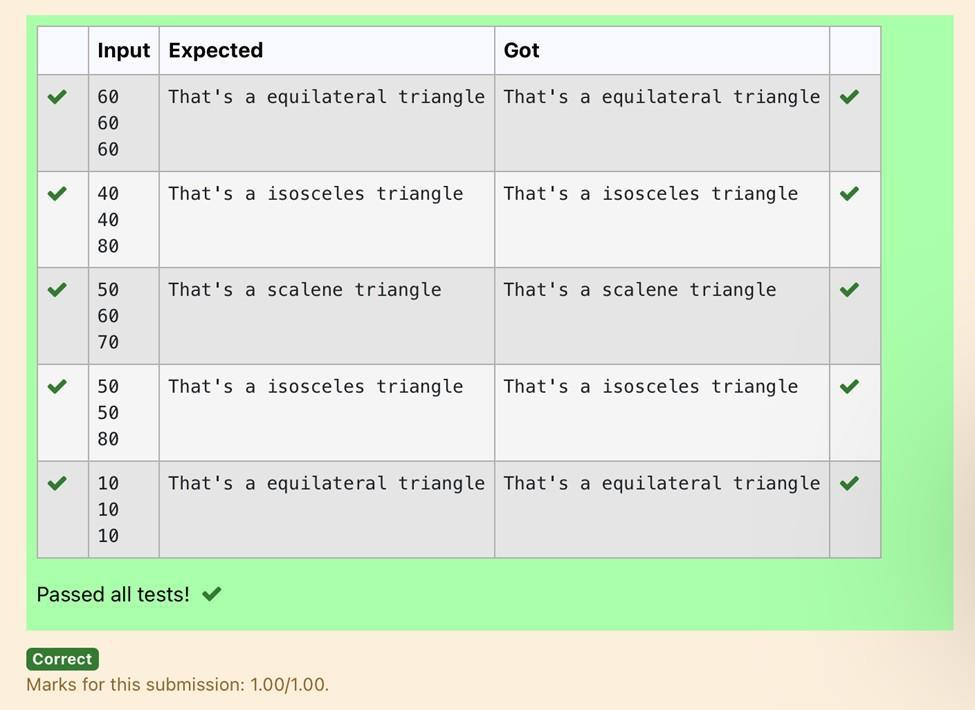 Input Expected Got
60 That's a equilateral triangle That's a equilateral triangle
60
60
40 That's a isosceles triangle That's a isosceles triangle
40
80
50 That's a scalene triangle That's a scalene triangle
60
70
50 That's a isosceles triangle That's a isosceles triangle
50
80
10 That's a equilateral triangle That's a equilateral triangle
10
10
Passed all tests!
Correct
Marks for this submission: 1.00/1.00.